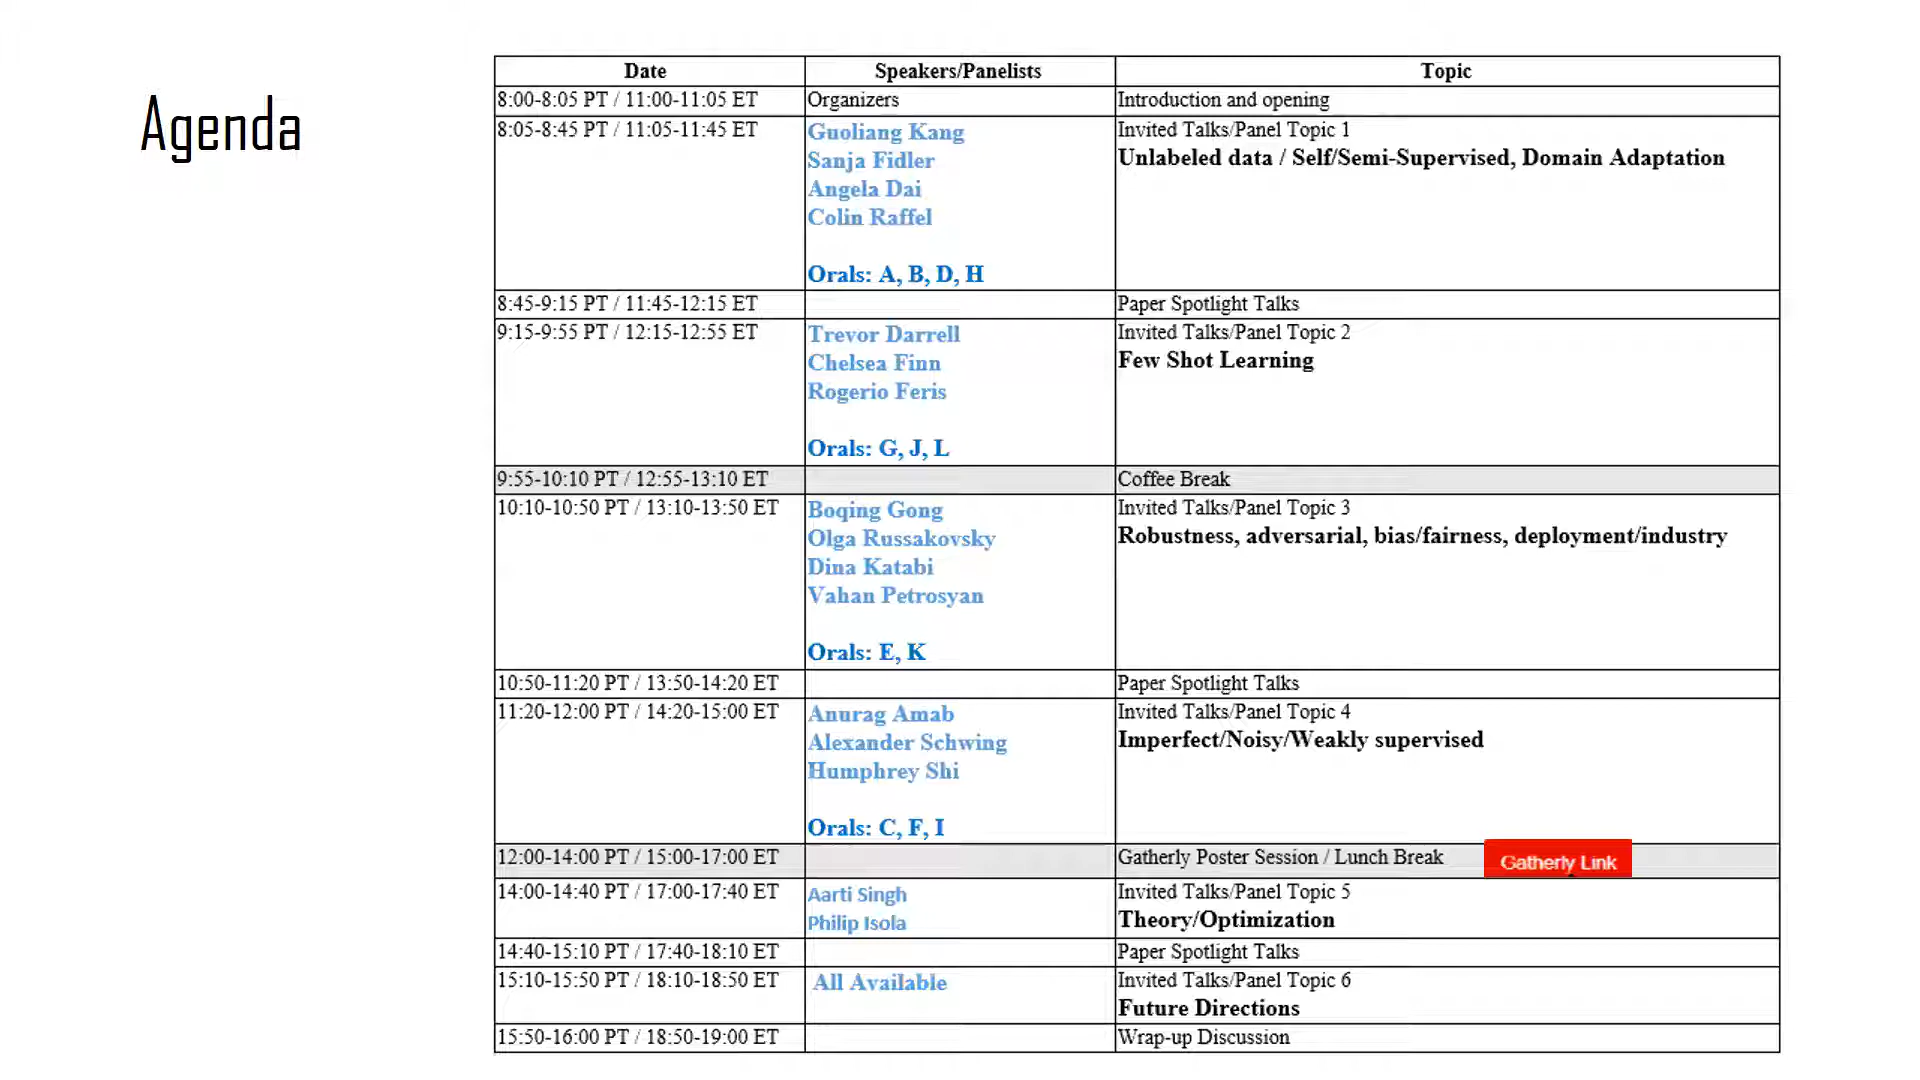 Agenda
Date Speakers/Panelists Topic
8:00-8:05 PT / 11:00-11:05 ET Organizers Introduction and opening
8:05-8:45 PT / 11:05-11:45 ET Guoliang Kang Invited Talks/Panel Topic 1
Sanja Fidler Unlabeled data / Self/Semi-Supervised, Domain Adaptation
Angela Dai
Colin Raffel
Orals: A, B, D, H
8:45-9:15 PT / 11:45-12:15 ET Paper Spotlight Talks
9:15-9:55 PT / 12:15-12:55 ET Trevor Darrell Invited Talks/Panel Topic 2
Chelsea Finn Few Shot Learning
Rogerio Feris
Orals: G, J, L
9:55-10:10 PT / 12:55-13:10 ET Coffee Break
10:10-10:50 PT / 13:10-13:50 ET Boqing Gong Invited Talks/Panel Topic 3
Olga Russakovsky Robustness, adversarial, bias/fairness, deployment/industry
Dina Katabi
Vahan Petrosyan
Orals: E, K
10:50-11:20 PT / 13:50-14:20 ET Paper Spotlight Talks
11:20-12:00 PT / 14:20-15:00 ET Anurag Arnab Invited Talks/Panel Topic 4
Alexander Schwing Imperfect/Noisy/Weakly supervised
Humphrey Shi
Orals: C, F, I
12:00-14:00 PT / 15:00-17:00 ET Gatherly Poster Session / Lunch Break Gatherly Link
14:00-14:40 PT / 17:00-17:40 ET Aarti Singh Invited Talks/Panel Topic 5
Philip Isola Theory/Optimization
14:40-15:10 PT / 17:40-18:10 ET Paper Spotlight Talks
15:10-15:50 PT / 18:10-18:50 ET All Available Invited Talks/Panel Topic 6
Future Directions
15:50-16:00 PT / 18:50-19:00 ET Wrap-up Discussion